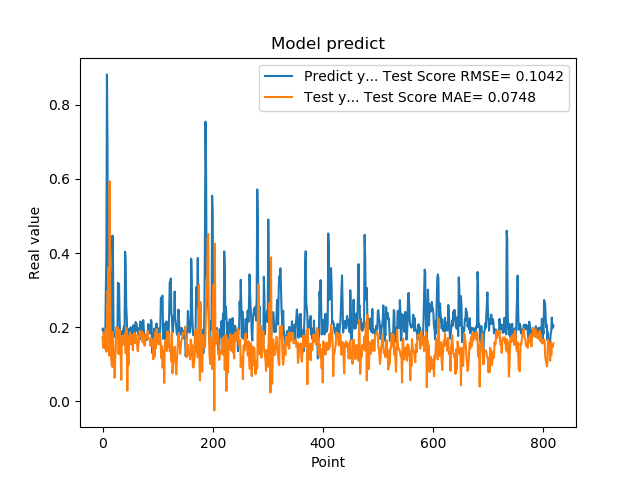 Model predict
Predict y... Test Score RMSE= 0.1042
Test y... Test Score MAE= 0.0748
Real value
0.8
0.6
0.4
0.2
0.0
0
200
400
600
800
Point